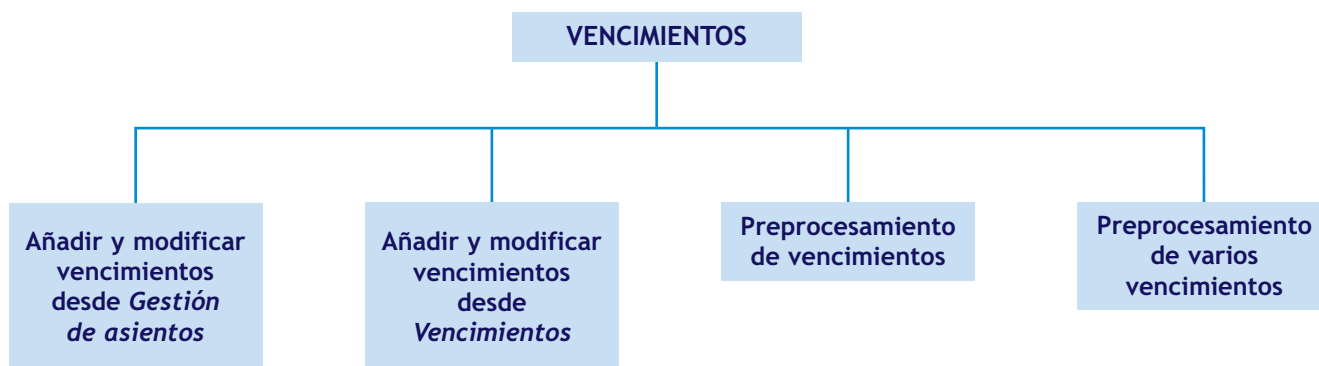 VENCIMIENTOS
Añadir y modificar
vencimientos
desde Gestión
de asientos
Añadir y modificar
vencimientos
desde
Vencimientos
Preprocesamiento
de vencimientos
Preprocesamiento
de varios
vencimientos